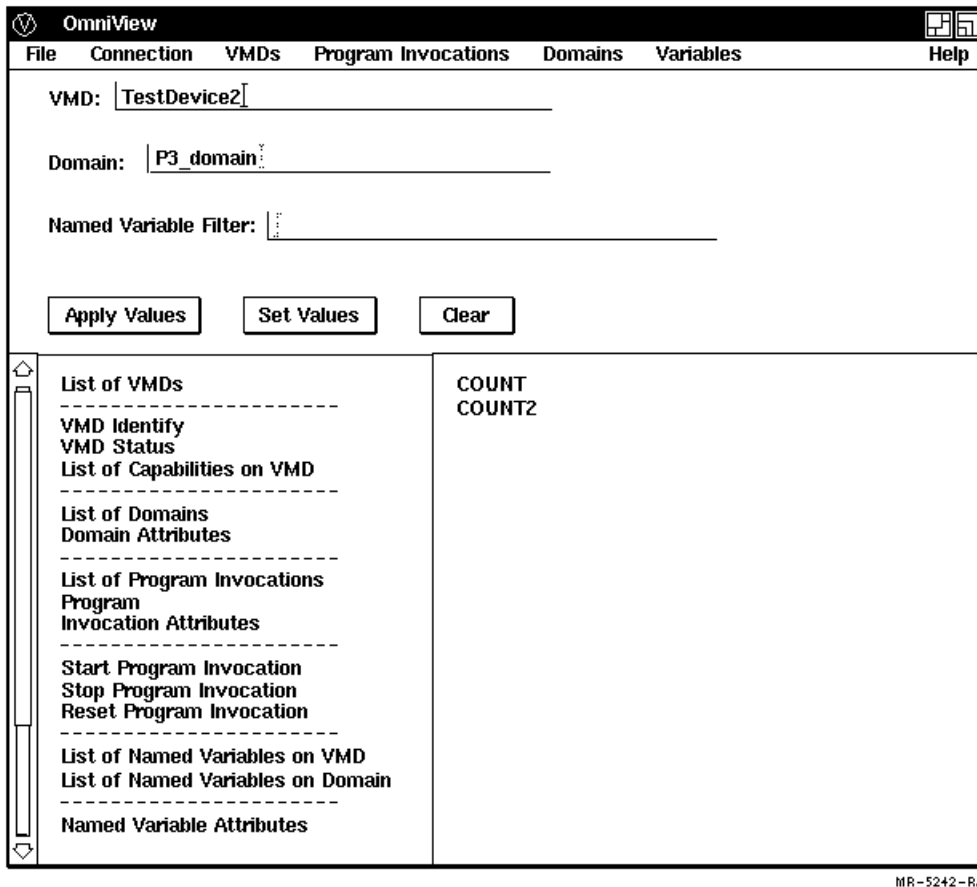 OmniView
File Connection VMDs Program Invocations Domains Variables Help
VMD: TestDevice2
Domain: P3_domain
Named Variable Filter:
Apply Values Set Values Clear
List of VMDs
VMD Identify
VMD Status
List of Capabilities on VMD
List of Domains
Domain Attributes
List of Program Invocations
Program
Invocation Attributes
Start Program Invocation
Stop Program Invocation
Reset Program Invocation
List of Named Variables on VMD
List of Named Variables on Domain
Named Variable Attributes
COUNT
COUNT2